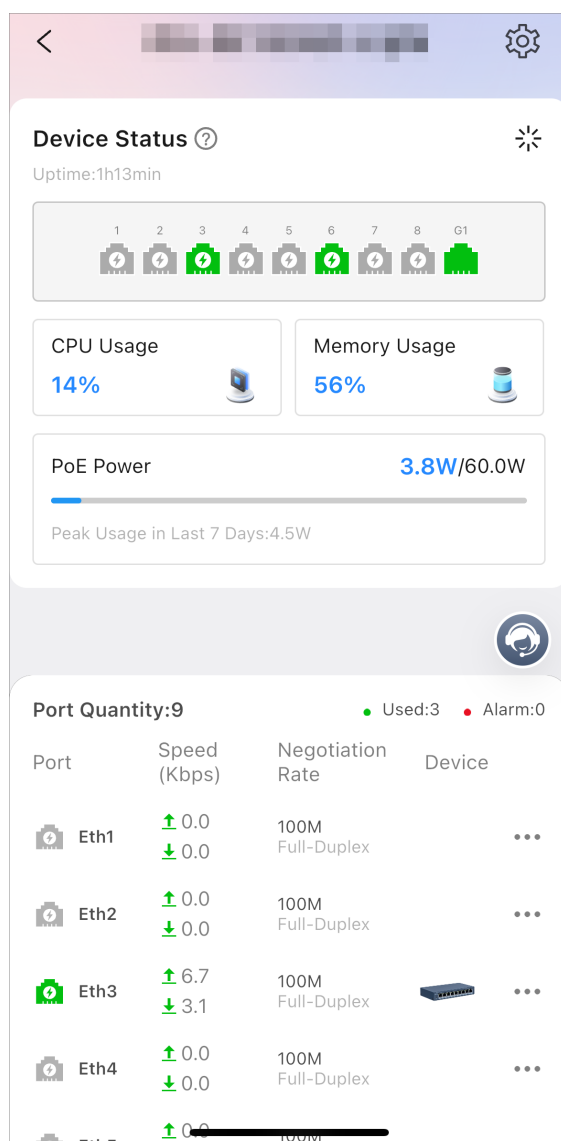 Device Status ?
Uptime:1h13min
1 2 3 4 5 6 7 8 G1
CPU Usage
14%
Memory Usage
56%
PoE Power 3.8W/60.0W
Peak Usage in Last 7 Days:4.5W
Port Quantity:9 Used:3 Alarm:0
Port Speed (Kbps) Negotiation Rate Device
Eth1 0.0 100M
0.0 Full-Duplex
Eth2 0.0 100M
0.0 Full-Duplex
Eth3 6.7 100M
3.1 Full-Duplex
Eth4 0.0 100M
0.0 Full-Duplex